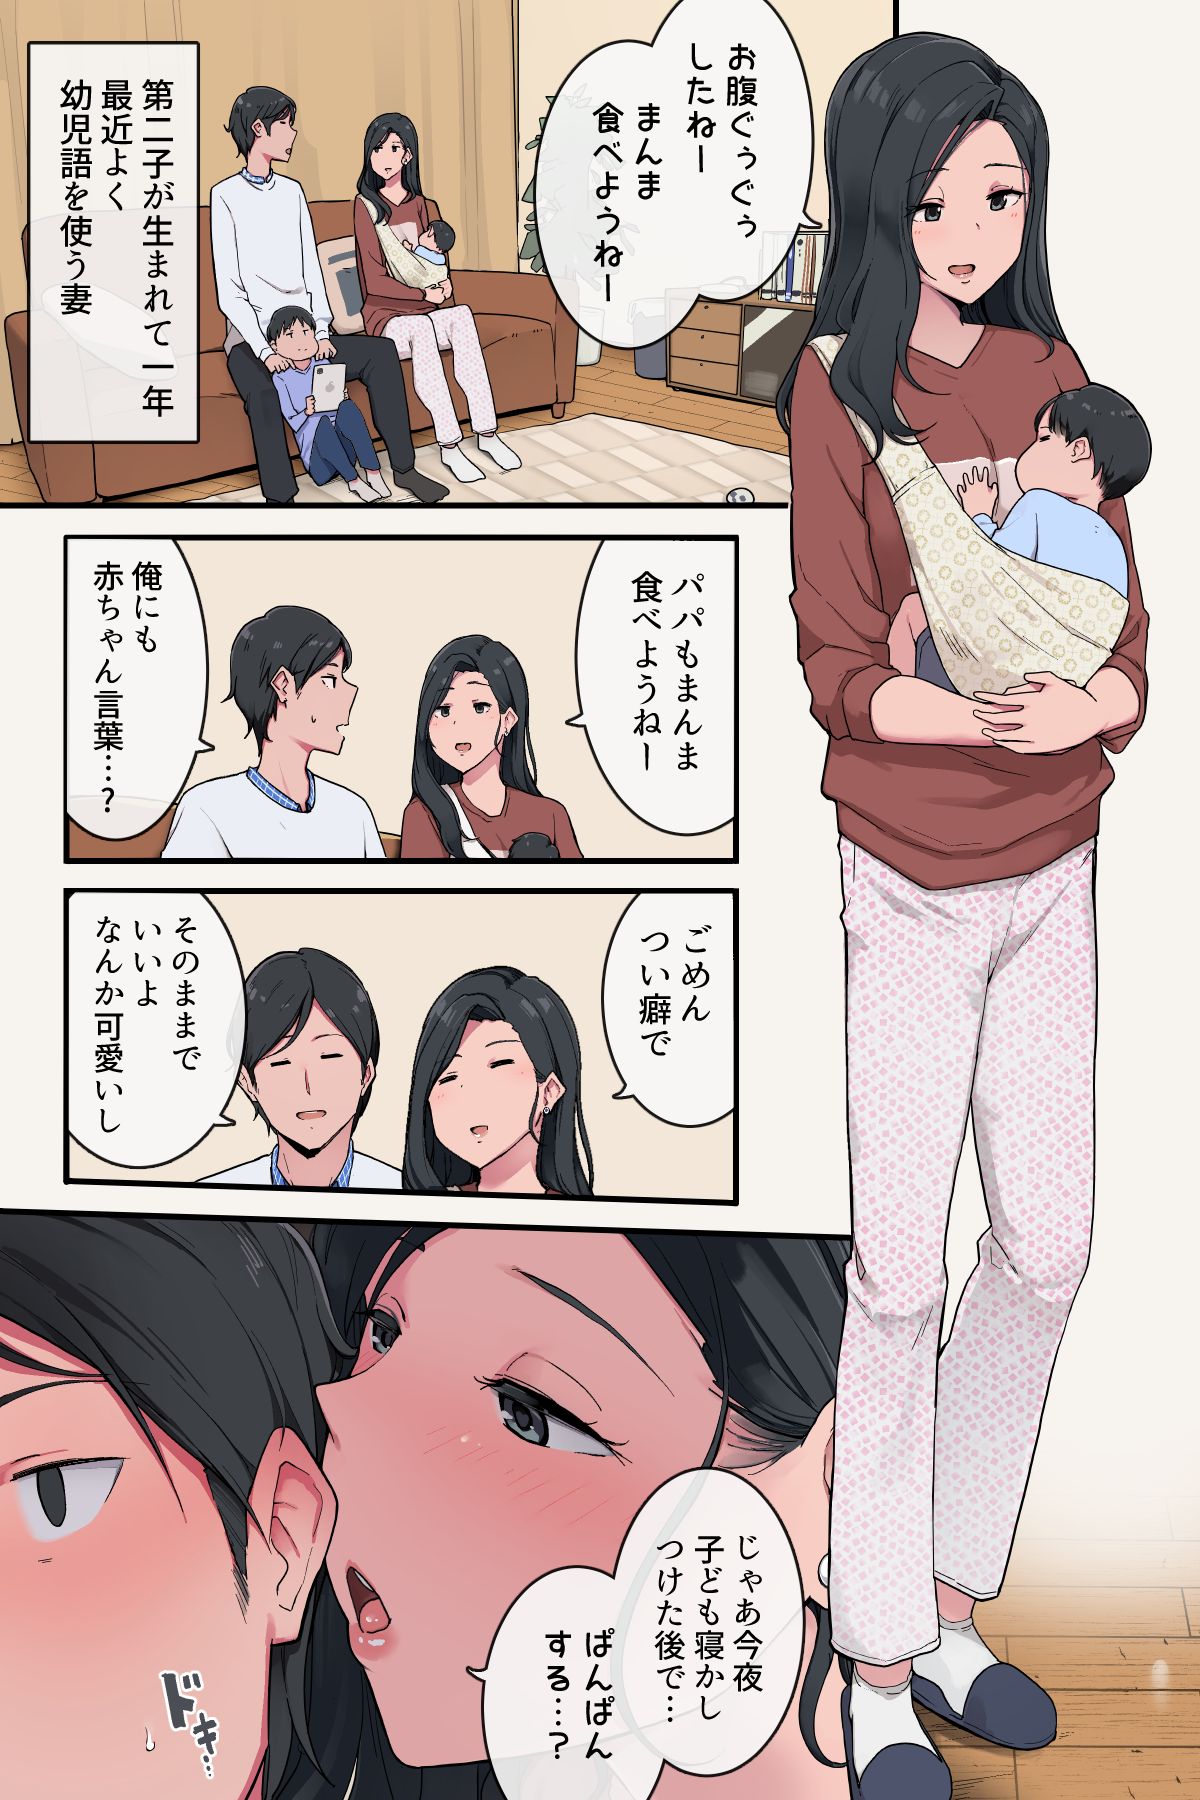 お腹ぐぅぐぅ
したねー
まんま
食べようねー
第二子が生まれて一年
最近よく
幼児語を使う妻
パパもまんま
食べようねー
俺にも
赤ちゃん言葉…?
ごめん
つい癖で
そのままで
いいよ
なんか可愛いし
じゃあ今夜
子ども寝かし
つけた後で…
ぱんぱん
する…?
ドキ…